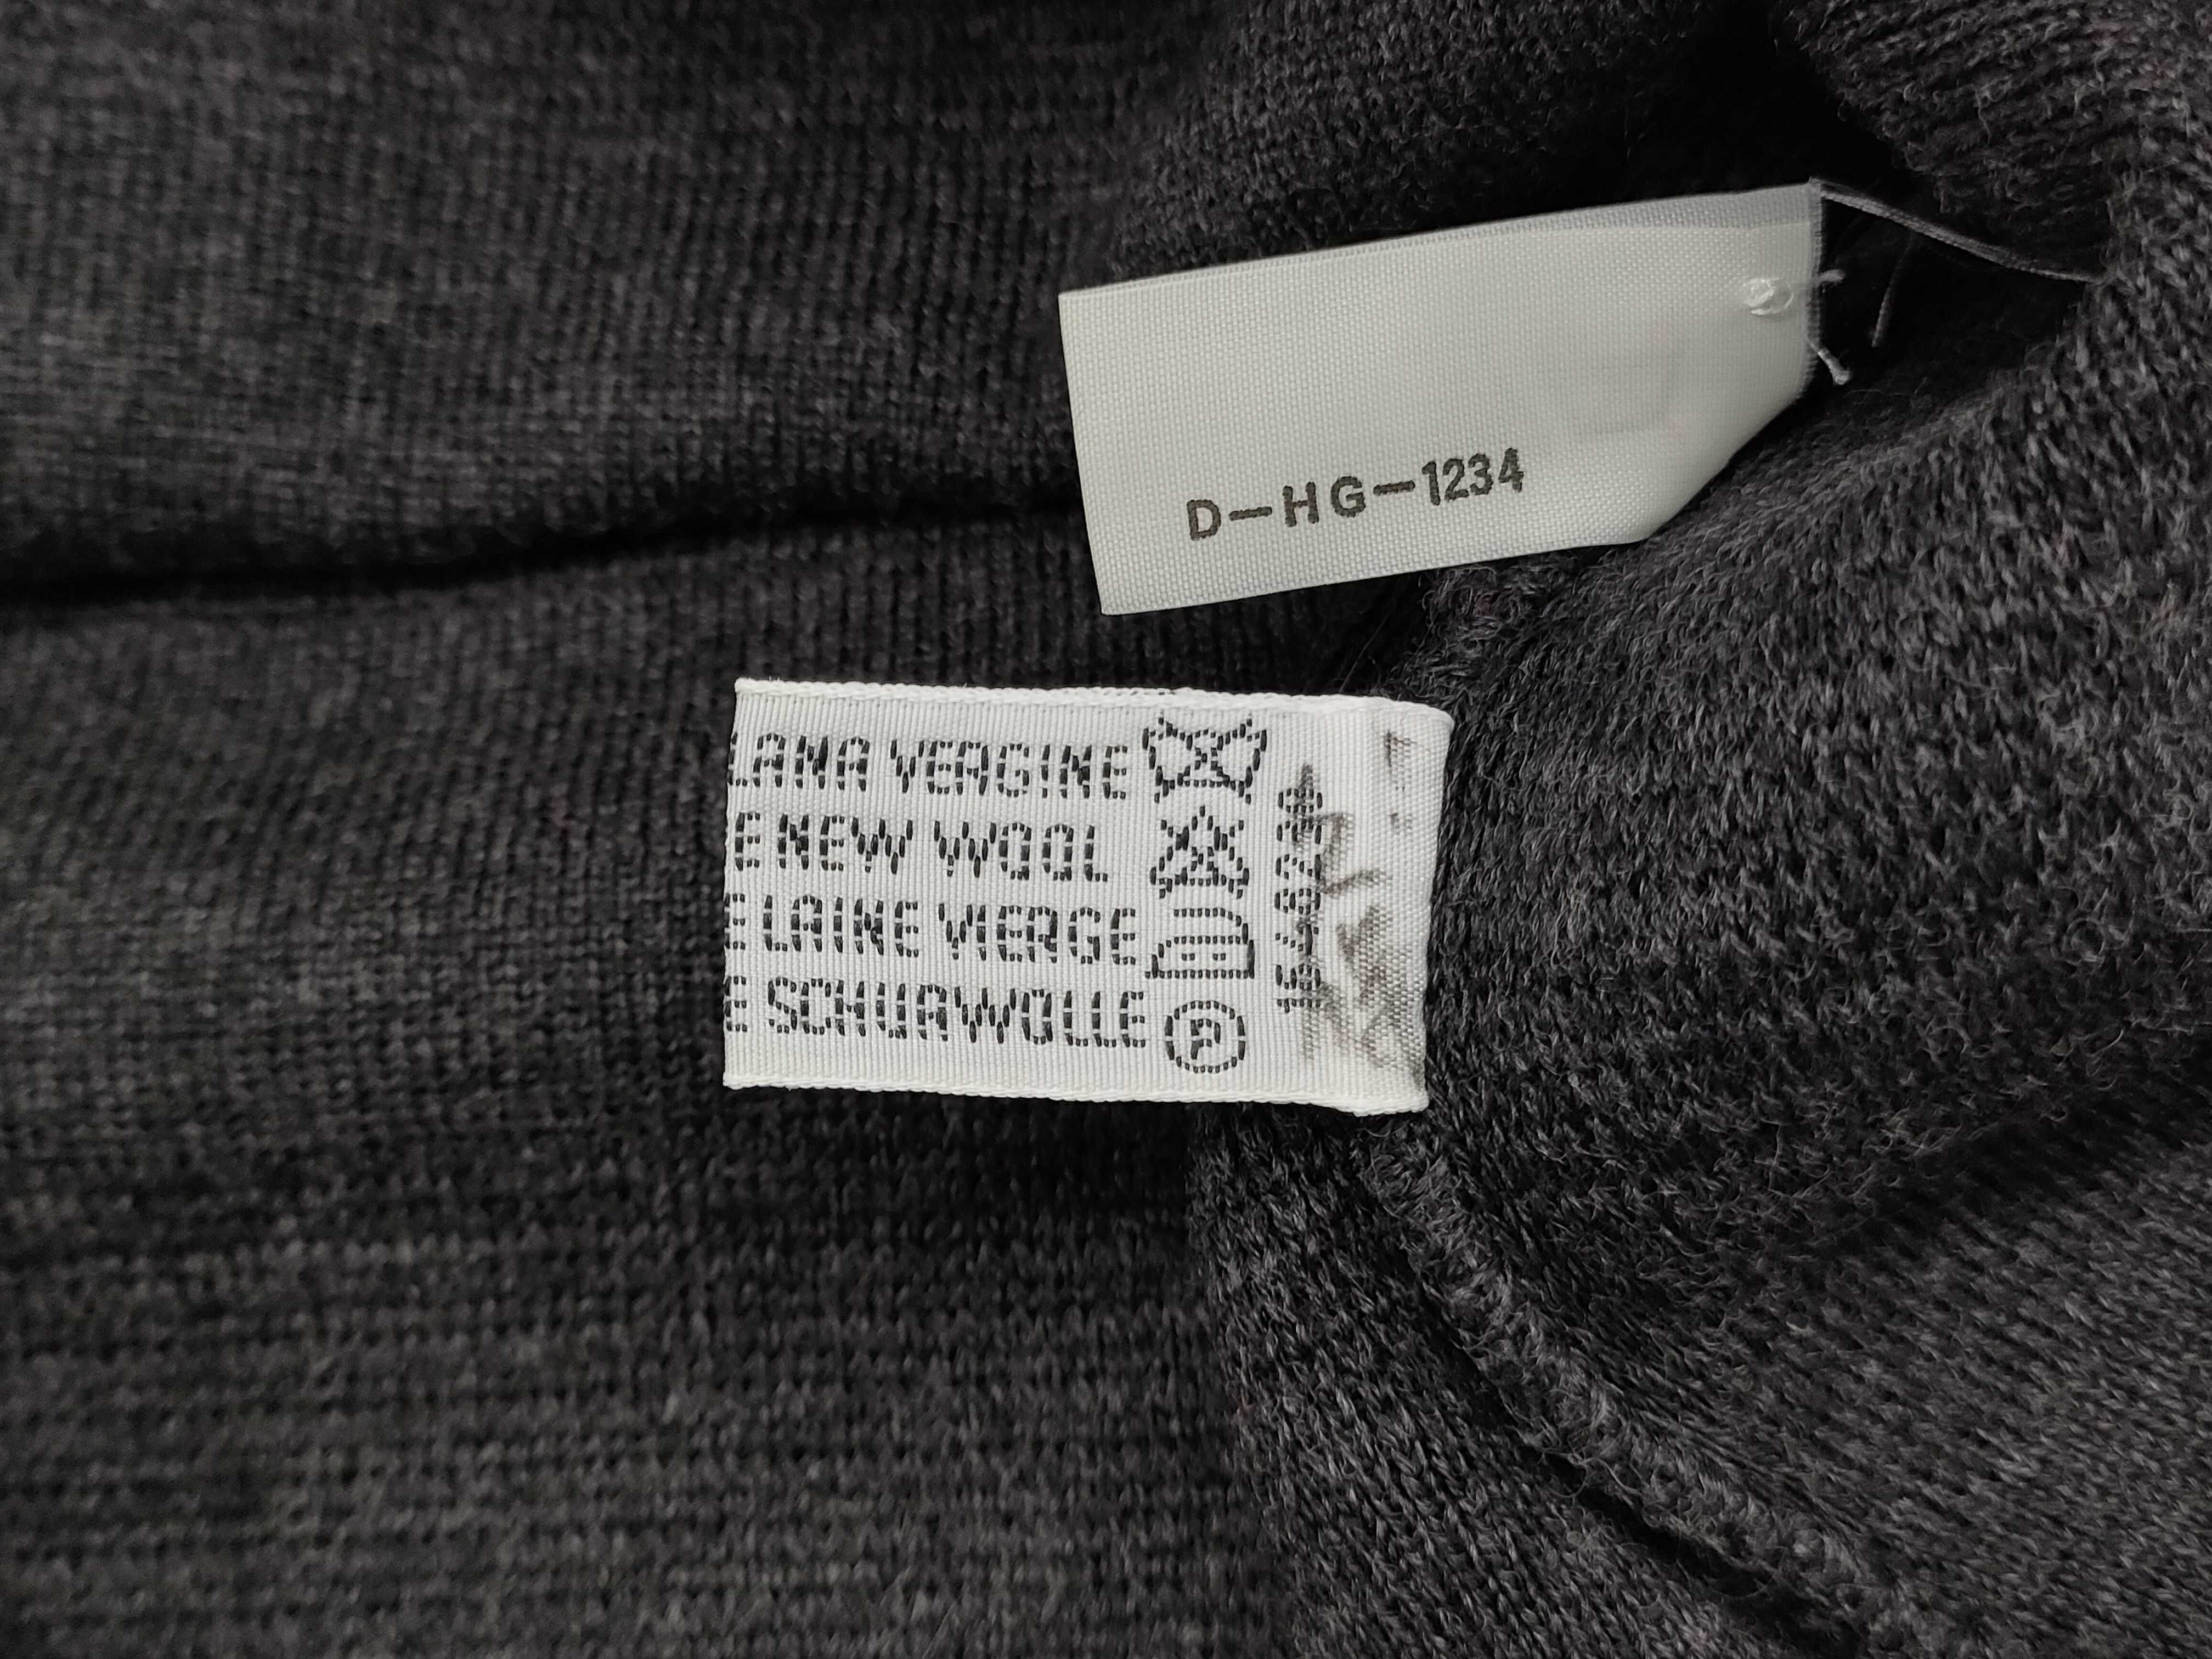 D-HG-1234
LANA VERGINE
E NEW WOOL
E LAINE VIERGE
E SCHURWOLLE
P